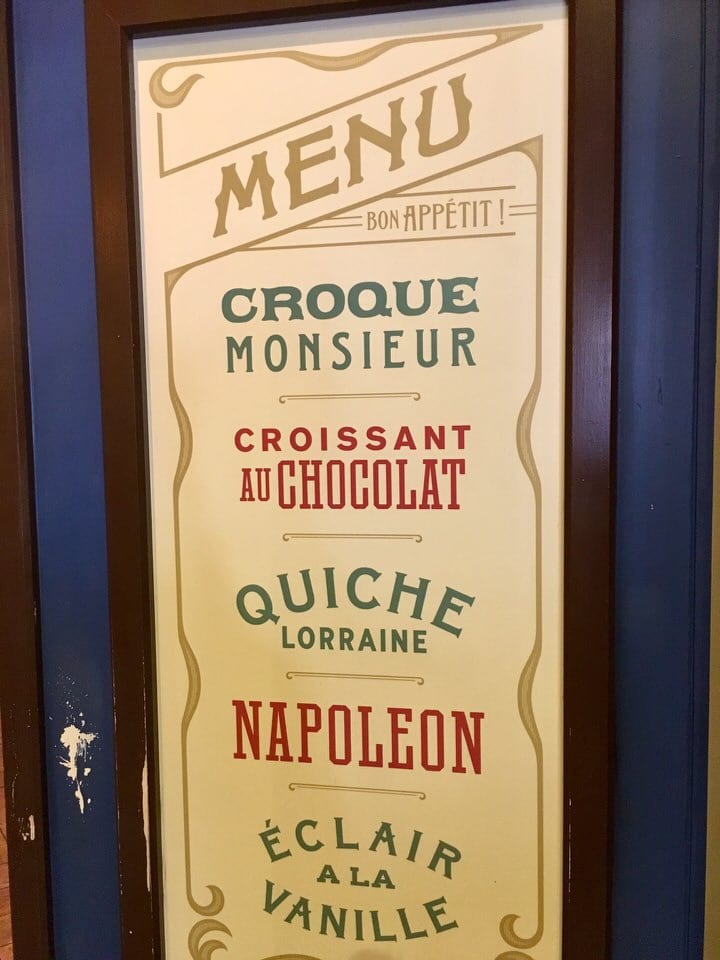 MENU
BON APPÉTIT !
CROQUE
MONSIEUR
CROISSANT
AU CHOCOLAT
QUICHE
LORRAINE
NAPOLEON
ÉCLAIR
A LA
VANILLE